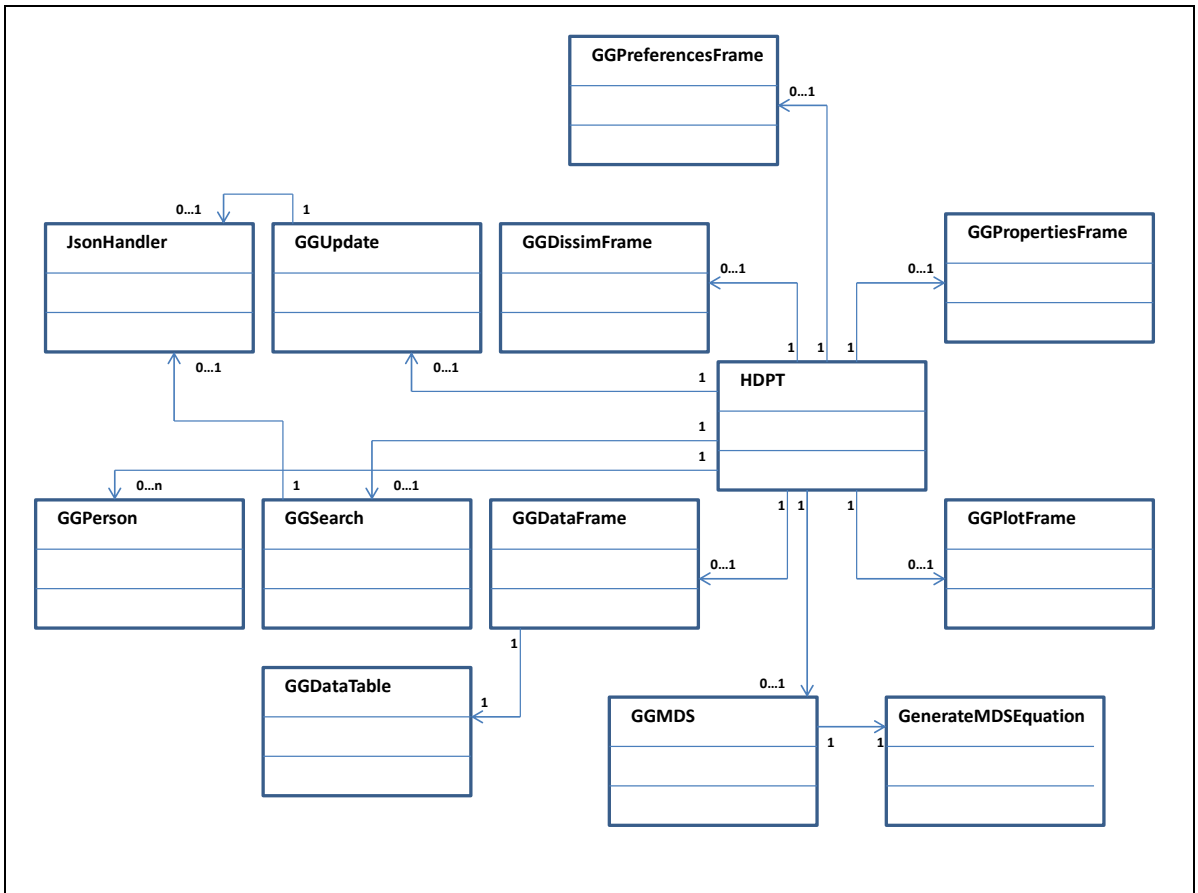 GGPreferencesFrame
0...1
0...1
1
JsonHandler
GGUpdate
GGDissimFrame
GGPropertiesFrame
0...1
0...1
0...1
0...1
1
1
1
1
HDPT
1
1
0...n
1
0...1
GGPerson
GGSearch
GGDataFrame
1
1
1
GGPlotFrame
0...1
0...1
1
GGDataTable
1
0...1
GGMDS
GenerateMDSEquation
1
1